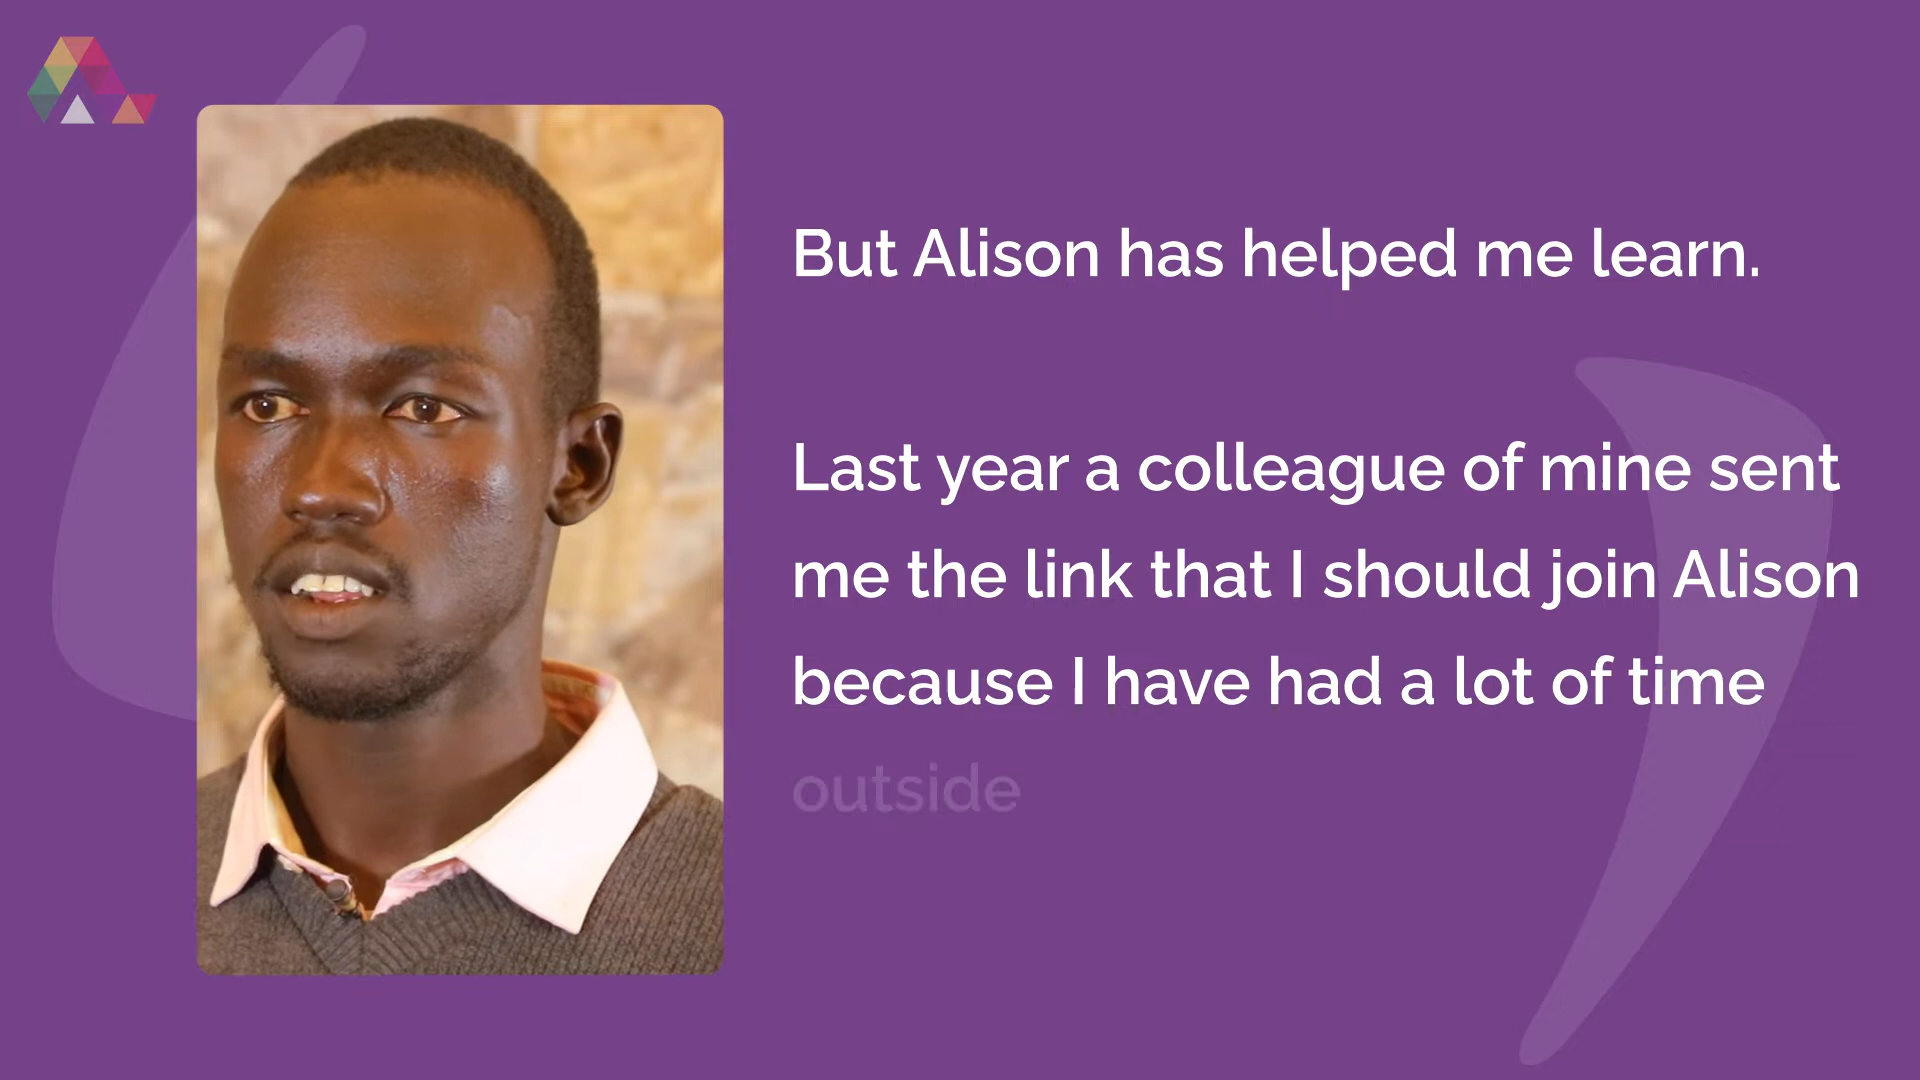 But Alison has helped me learn.
Last year a colleague of mine sent
me the link that I should join Alison
because I have had a lot of time
outside